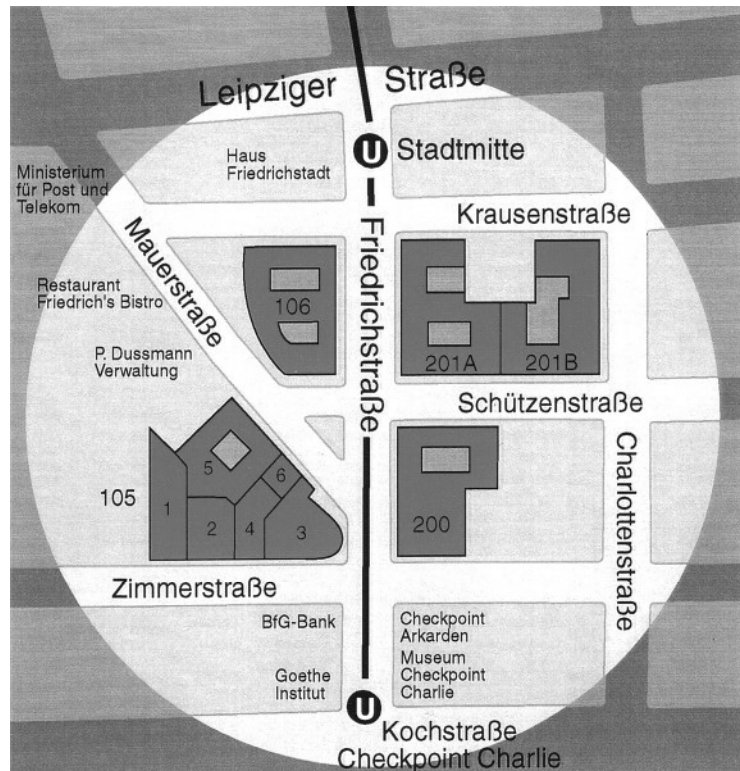 Leipziger Straße
U Stadtmitte
Haus
Friedrichstadt
Ministerium
für Post und
Telekom
Krausenstraße
Mauerstraße
Friedrichstraße
Restaurant
Friedrich's Bistro
106
201A
201B
P. Dussmann
Verwaltung
Schützenstraße
Charlottenstraße
105
1
5
6
2
4
3
200
Zimmerstraße
BfG-Bank
Goethe
Institut
Checkpoint
Arkarden
Museum
Checkpoint
Charlie
U Kochstraße
Checkpoint Charlie